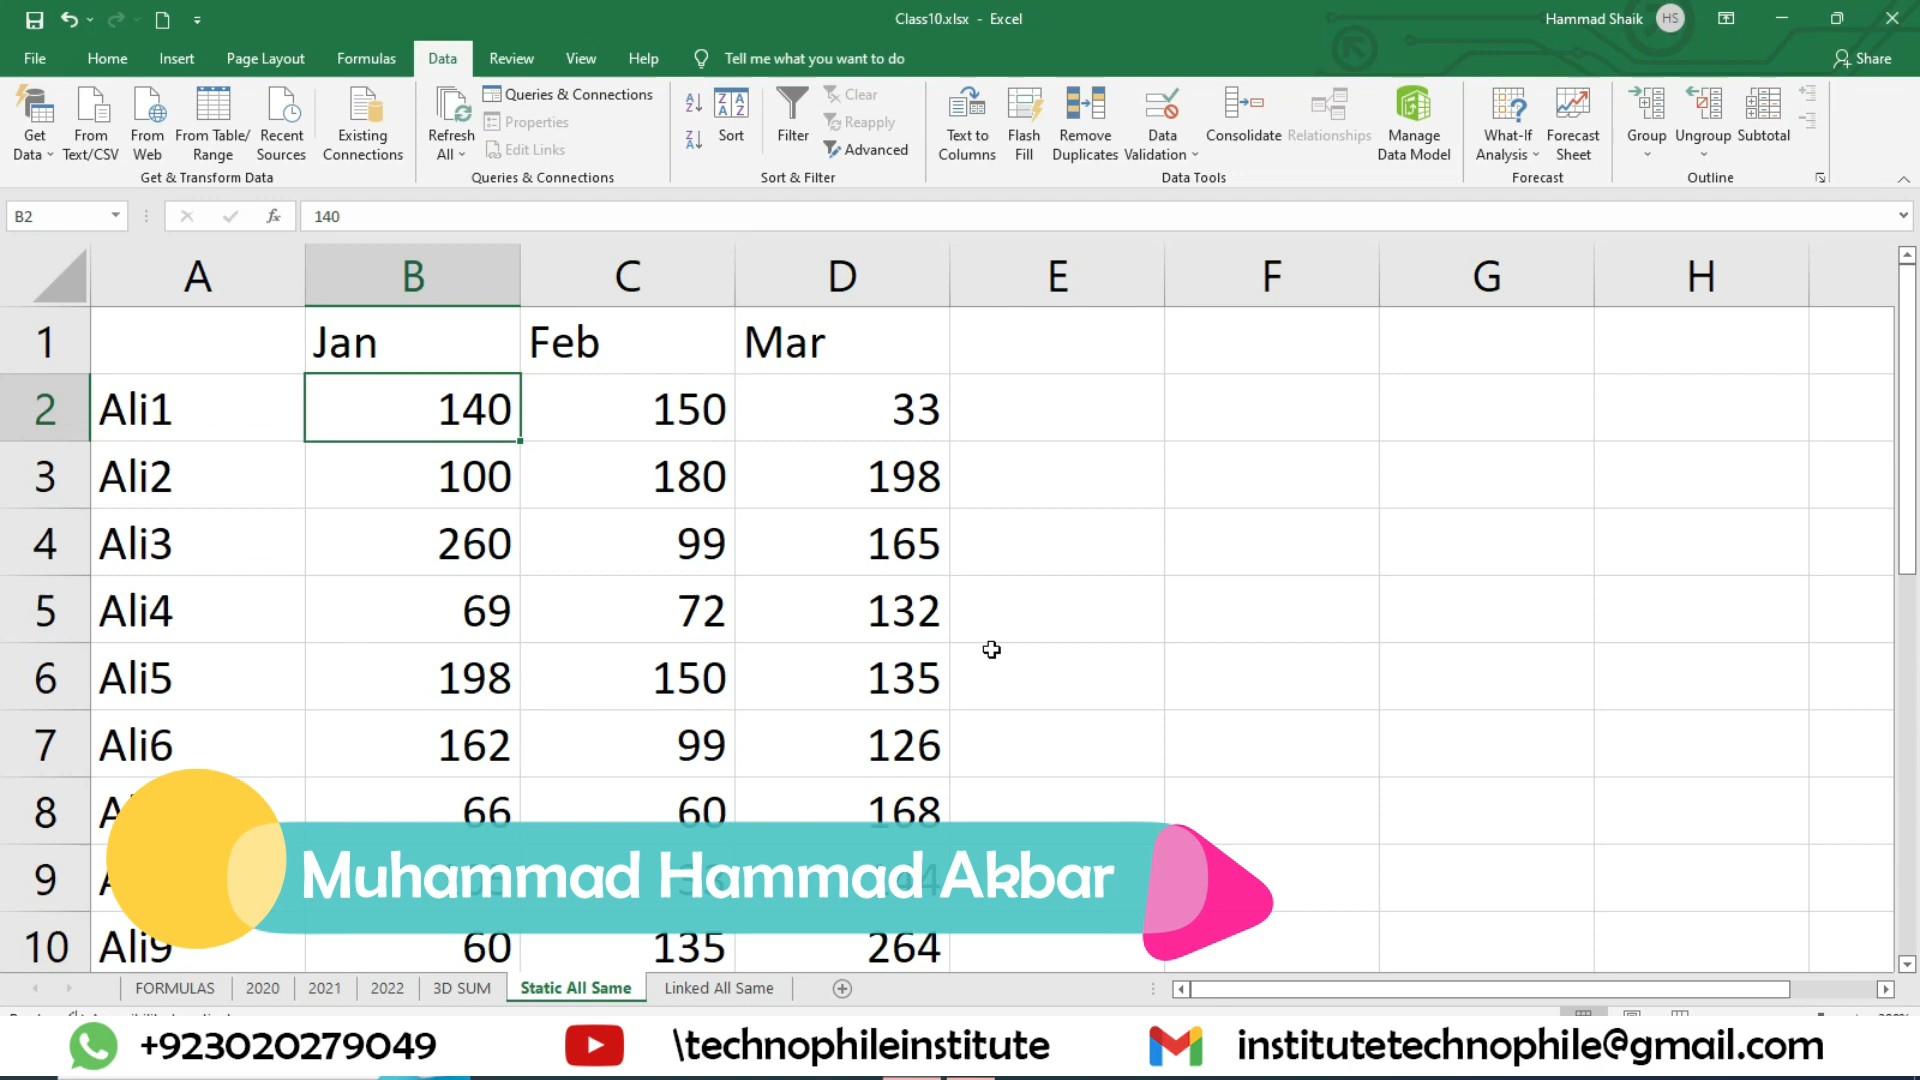 Class10.xlsx - Excel
Hammad Shaik HS
File Home Insert Page Layout Formulas Data Review View Help Tell me what you want to do Share
Get Data
From Text/CSV
From Web
From Table/ Range
Recent Sources
Existing Connections
Get & Transform Data
Refresh All
Queries & Connections
Properties
Edit Links
Queries & Connections
Sort
Filter
Clear
Reapply
Advanced
Sort & Filter
Text to Columns
Flash Fill
Remove Duplicates
Data Validation
Consolidate
Relationships
Manage Data Model
Data Tools
What-If Analysis
Forecast Sheet
Forecast
Group
Ungroup
Subtotal
Outline
B2 fx 140
A B C D E F G H
1 Jan Feb Mar
2 Ali1 140 150 33
3 Ali2 100 180 198
4 Ali3 260 99 165
5 Ali4 69 72 132
6 Ali5 198 150 135
7 Ali6 162 99 126
8 66 60 168
9
Muhammad Hammad Akbar
10 Ali9 60 135 264
FORMULAS 2020 2021 2022 3D SUM Static All Same Linked All Same
+923020279049 \technophileinstitute institutetechnophile@gmail.com